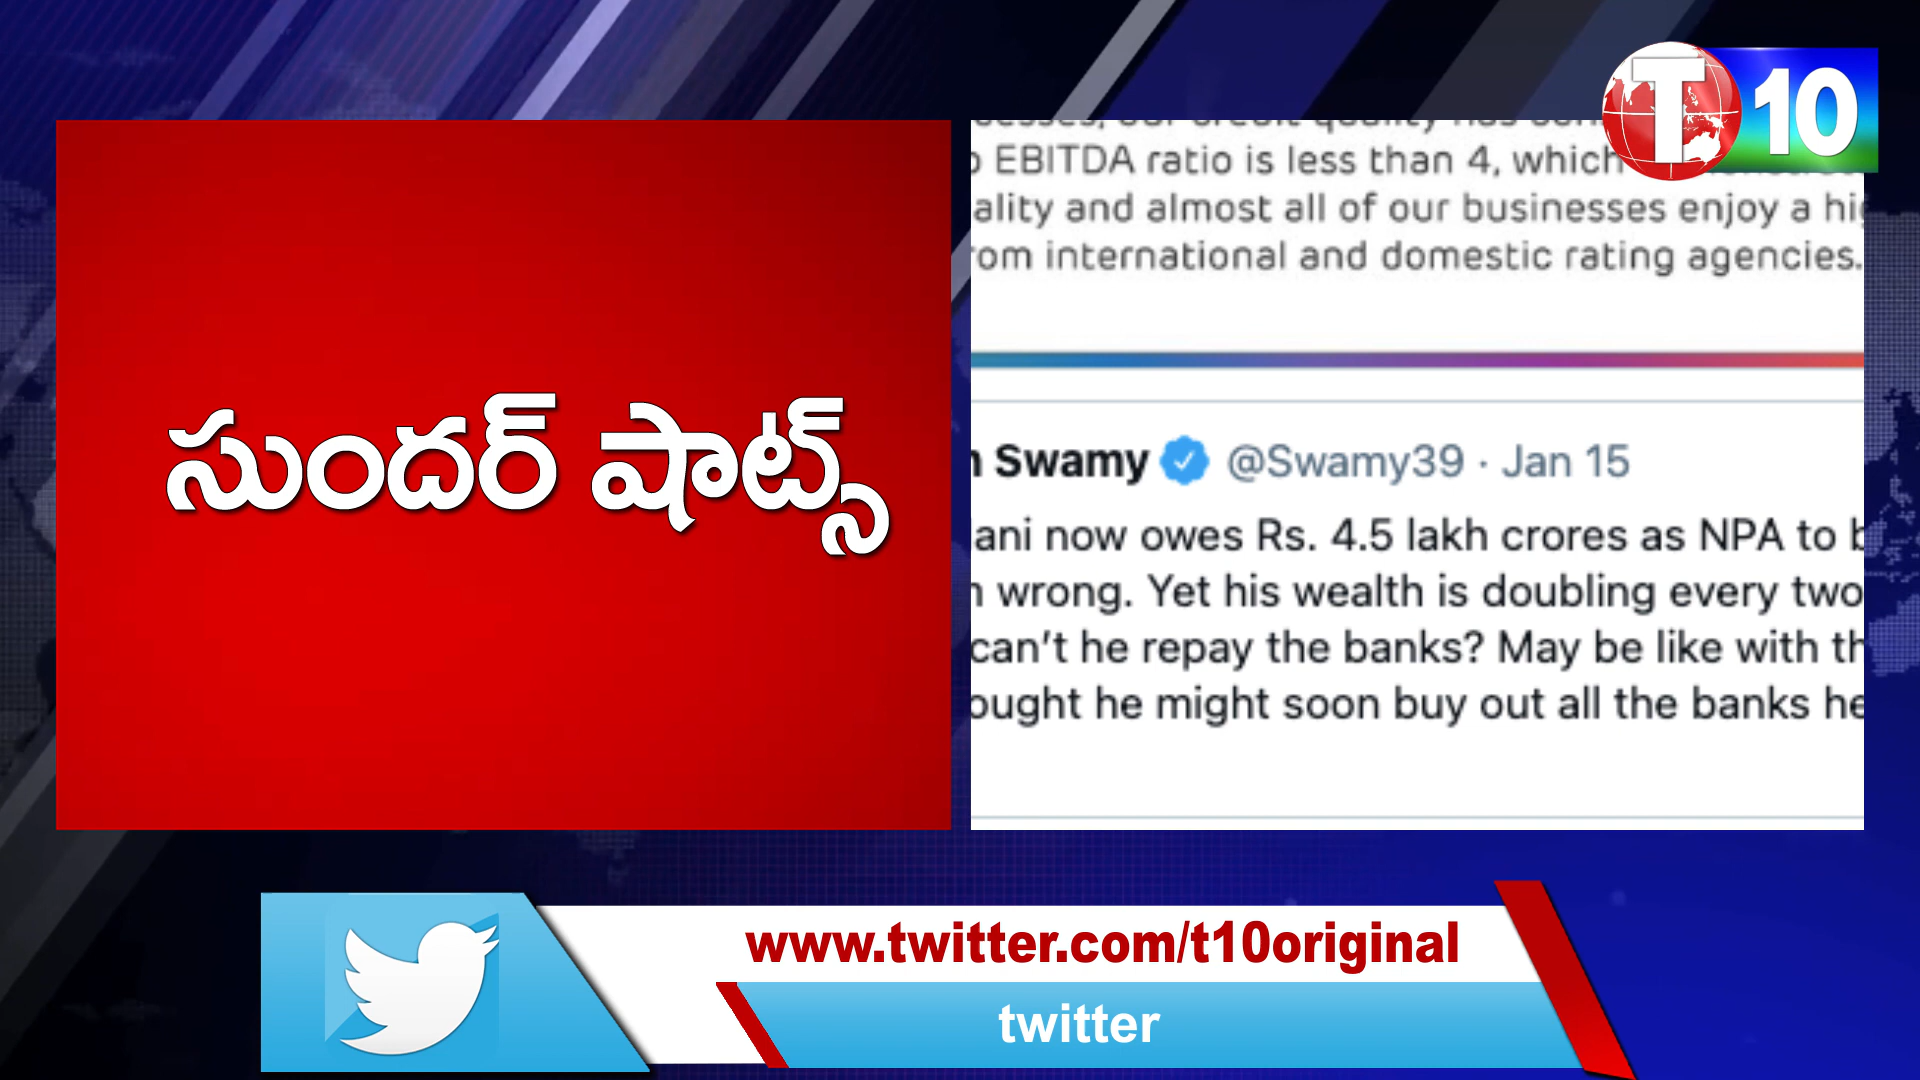 T 10
సుందర్ షాట్స్
EBITDA ratio is less than 4, which
ality and almost all of our businesses enjoy a hi
om international and domestic rating agencies.
Swamy @Swamy39 · Jan 15
ani now owes Rs. 4.5 lakh crores as NPA to b
wrong. Yet his wealth is doubling every two
can't he repay the banks? May be like with th
ought he might soon buy out all the banks he
www.twitter.com/t10original
twitter